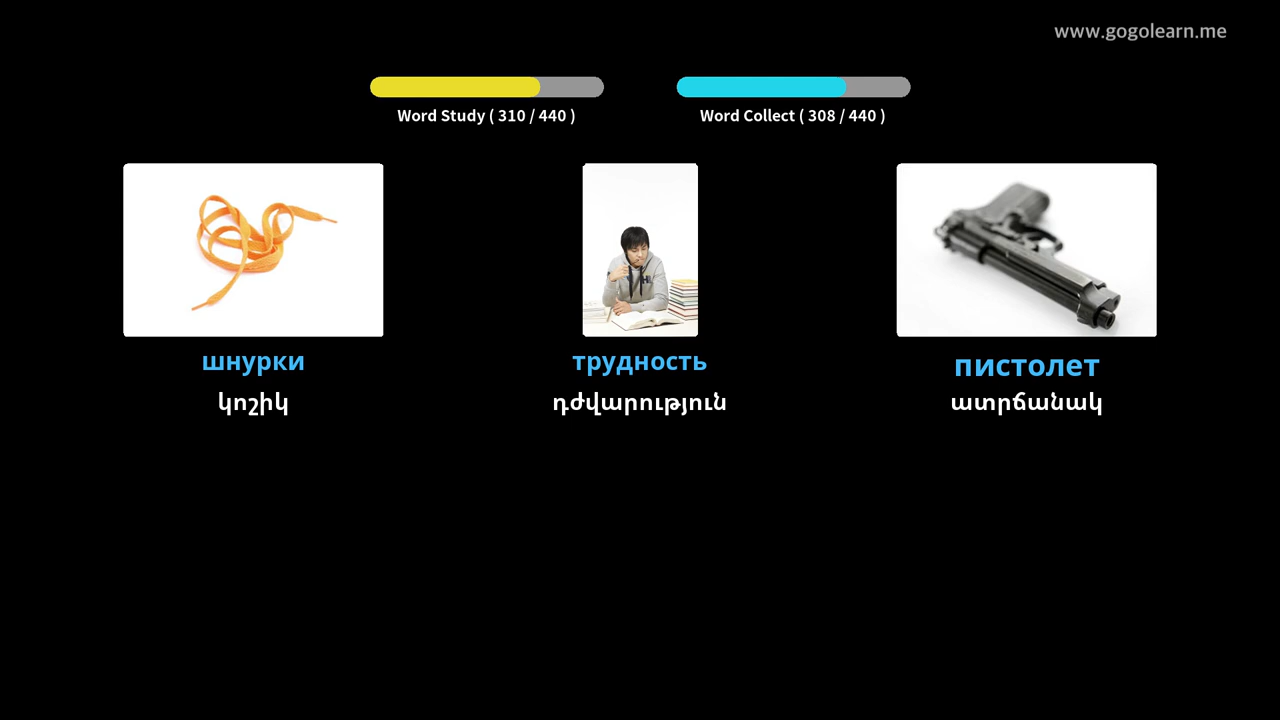 www.gogolearn.me
Word Study ( 310 / 440 )
Word Collect ( 308 / 440 )
шнурки
трудность
пистолет
կոշիկ
դժվարություն
ատրճանակ